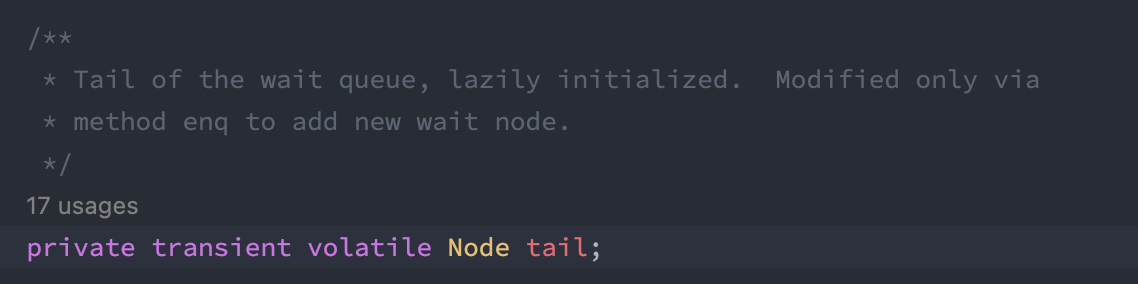 /**
 * Tail of the wait queue, lazily initialized.  Modified only via
 * method enq to add new wait node.
 */
17 usages
private transient volatile Node tail;